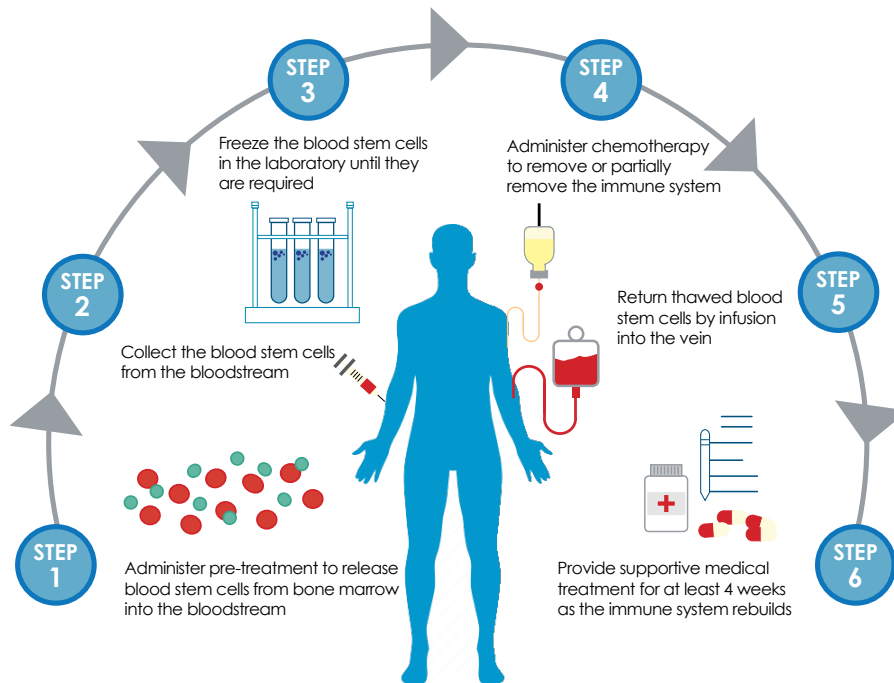 STEP
1
Administer pre-treatment to release
blood stem cells from bone marrow
into the bloodstream
STEP
2
Collect the blood stem cells
from the bloodstream
STEP
3
Freeze the blood stem cells
in the laboratory until they
are required
STEP
4
Administer chemotherapy
to remove or partially
remove the immune system
STEP
5
Return thawed blood
stem cells by infusion
into the vein
STEP
6
Provide supportive medical
treatment for at least 4 weeks
as the immune system rebuilds